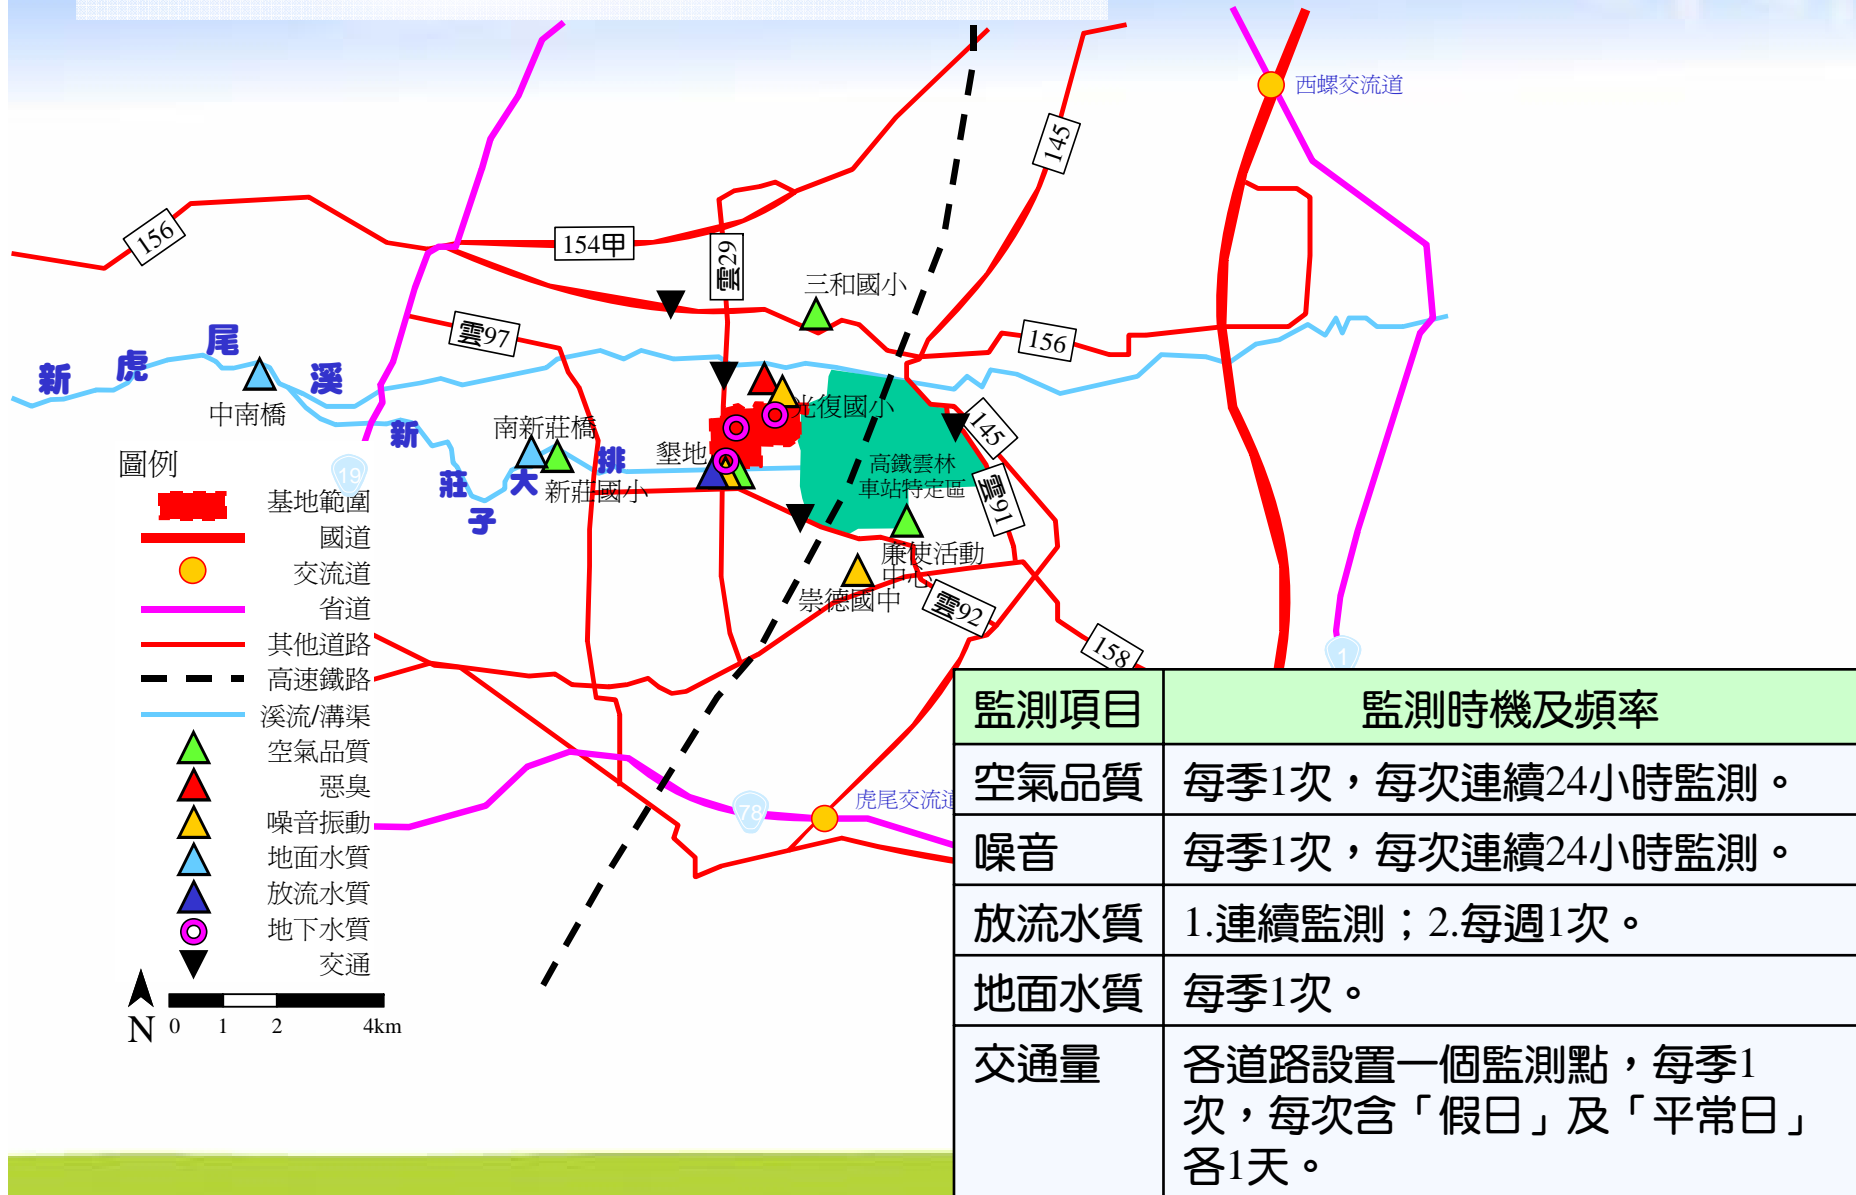 西螺交流道
145
156
154甲
雲29
三和國小
雲97
156
新虎尾溪
中南橋
南新莊橋
新莊子大排
新莊國小
墾地
光復國小
145
高鐵雲林
車站特定區
雲91
廉使活動
中心
崇德國中
雲92
158
19
1
78
虎尾交流道
圖例
基地範圍
國道
交流道
省道
其他道路
高速鐵路
溪流/溝渠
空氣品質
惡臭
噪音振動
地面水質
放流水質
地下水質
交通
N
0 1 2 4km
監測項目 監測時機及頻率
空氣品質 每季1次，每次連續24小時監測。
噪音 每季1次，每次連續24小時監測。
放流水質 1.連續監測；2.每週1次。
地面水質 每季1次。
交通量 各道路設置一個監測點，每季1
次，每次含「假日」及「平常日」
各1天。